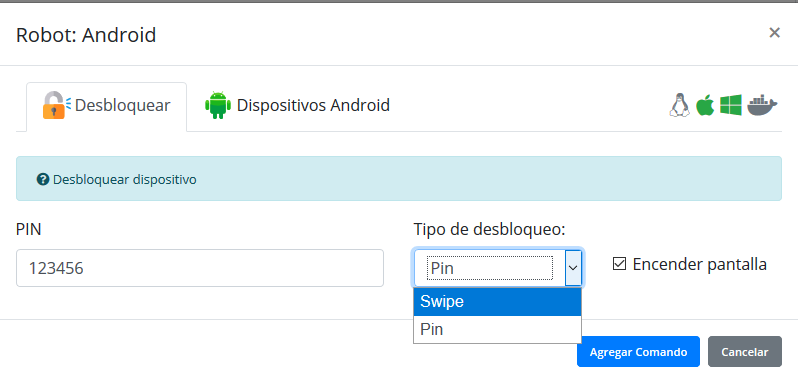 Robot: Android
×
Desbloquear
Dispositivos Android
Desbloquear dispositivo
PIN
Tipo de desbloqueo:
123456
Pin
Encender pantalla
Swipe
Pin
Agregar Comando
Cancelar